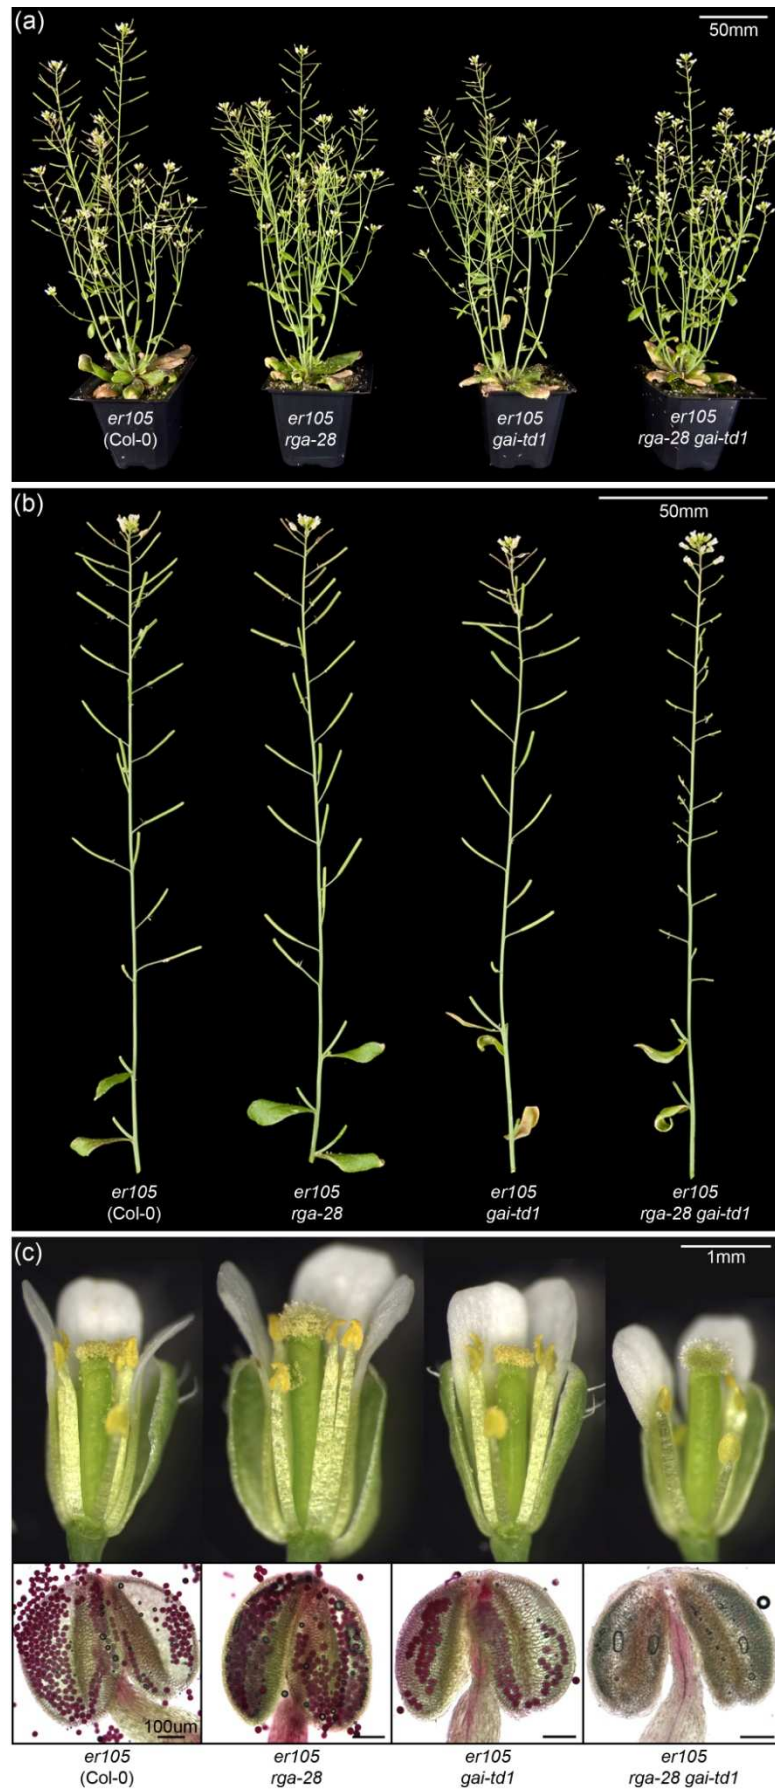 (a)
50mm
er105
(Col-0)
er105
rga-28
er105
gai-td1
er105
rga-28 gai-td1
(b)
50mm
er105
(Col-0)
er105
rga-28
er105
gai-td1
er105
rga-28 gai-td1
(c)
1mm
100um
er105
(Col-0)
er105
rga-28
er105
gai-td1
er105
rga-28 gai-td1